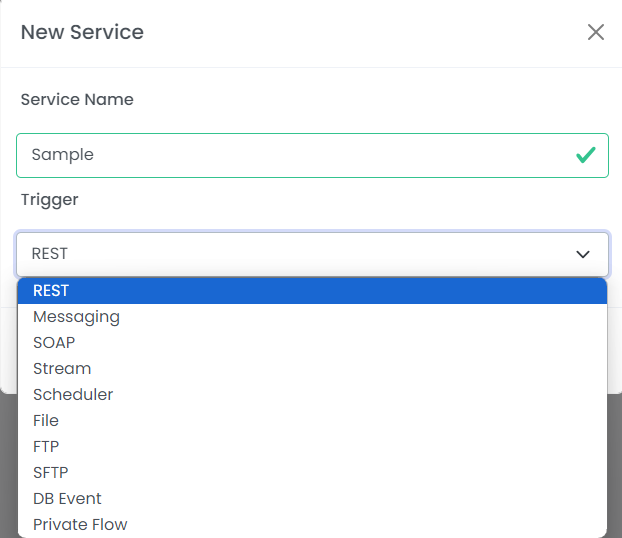 New Service
Service Name
Sample
Trigger
REST
REST
Messaging
SOAP
Stream
Scheduler
File
FTP
SFTP
DB Event
Private Flow